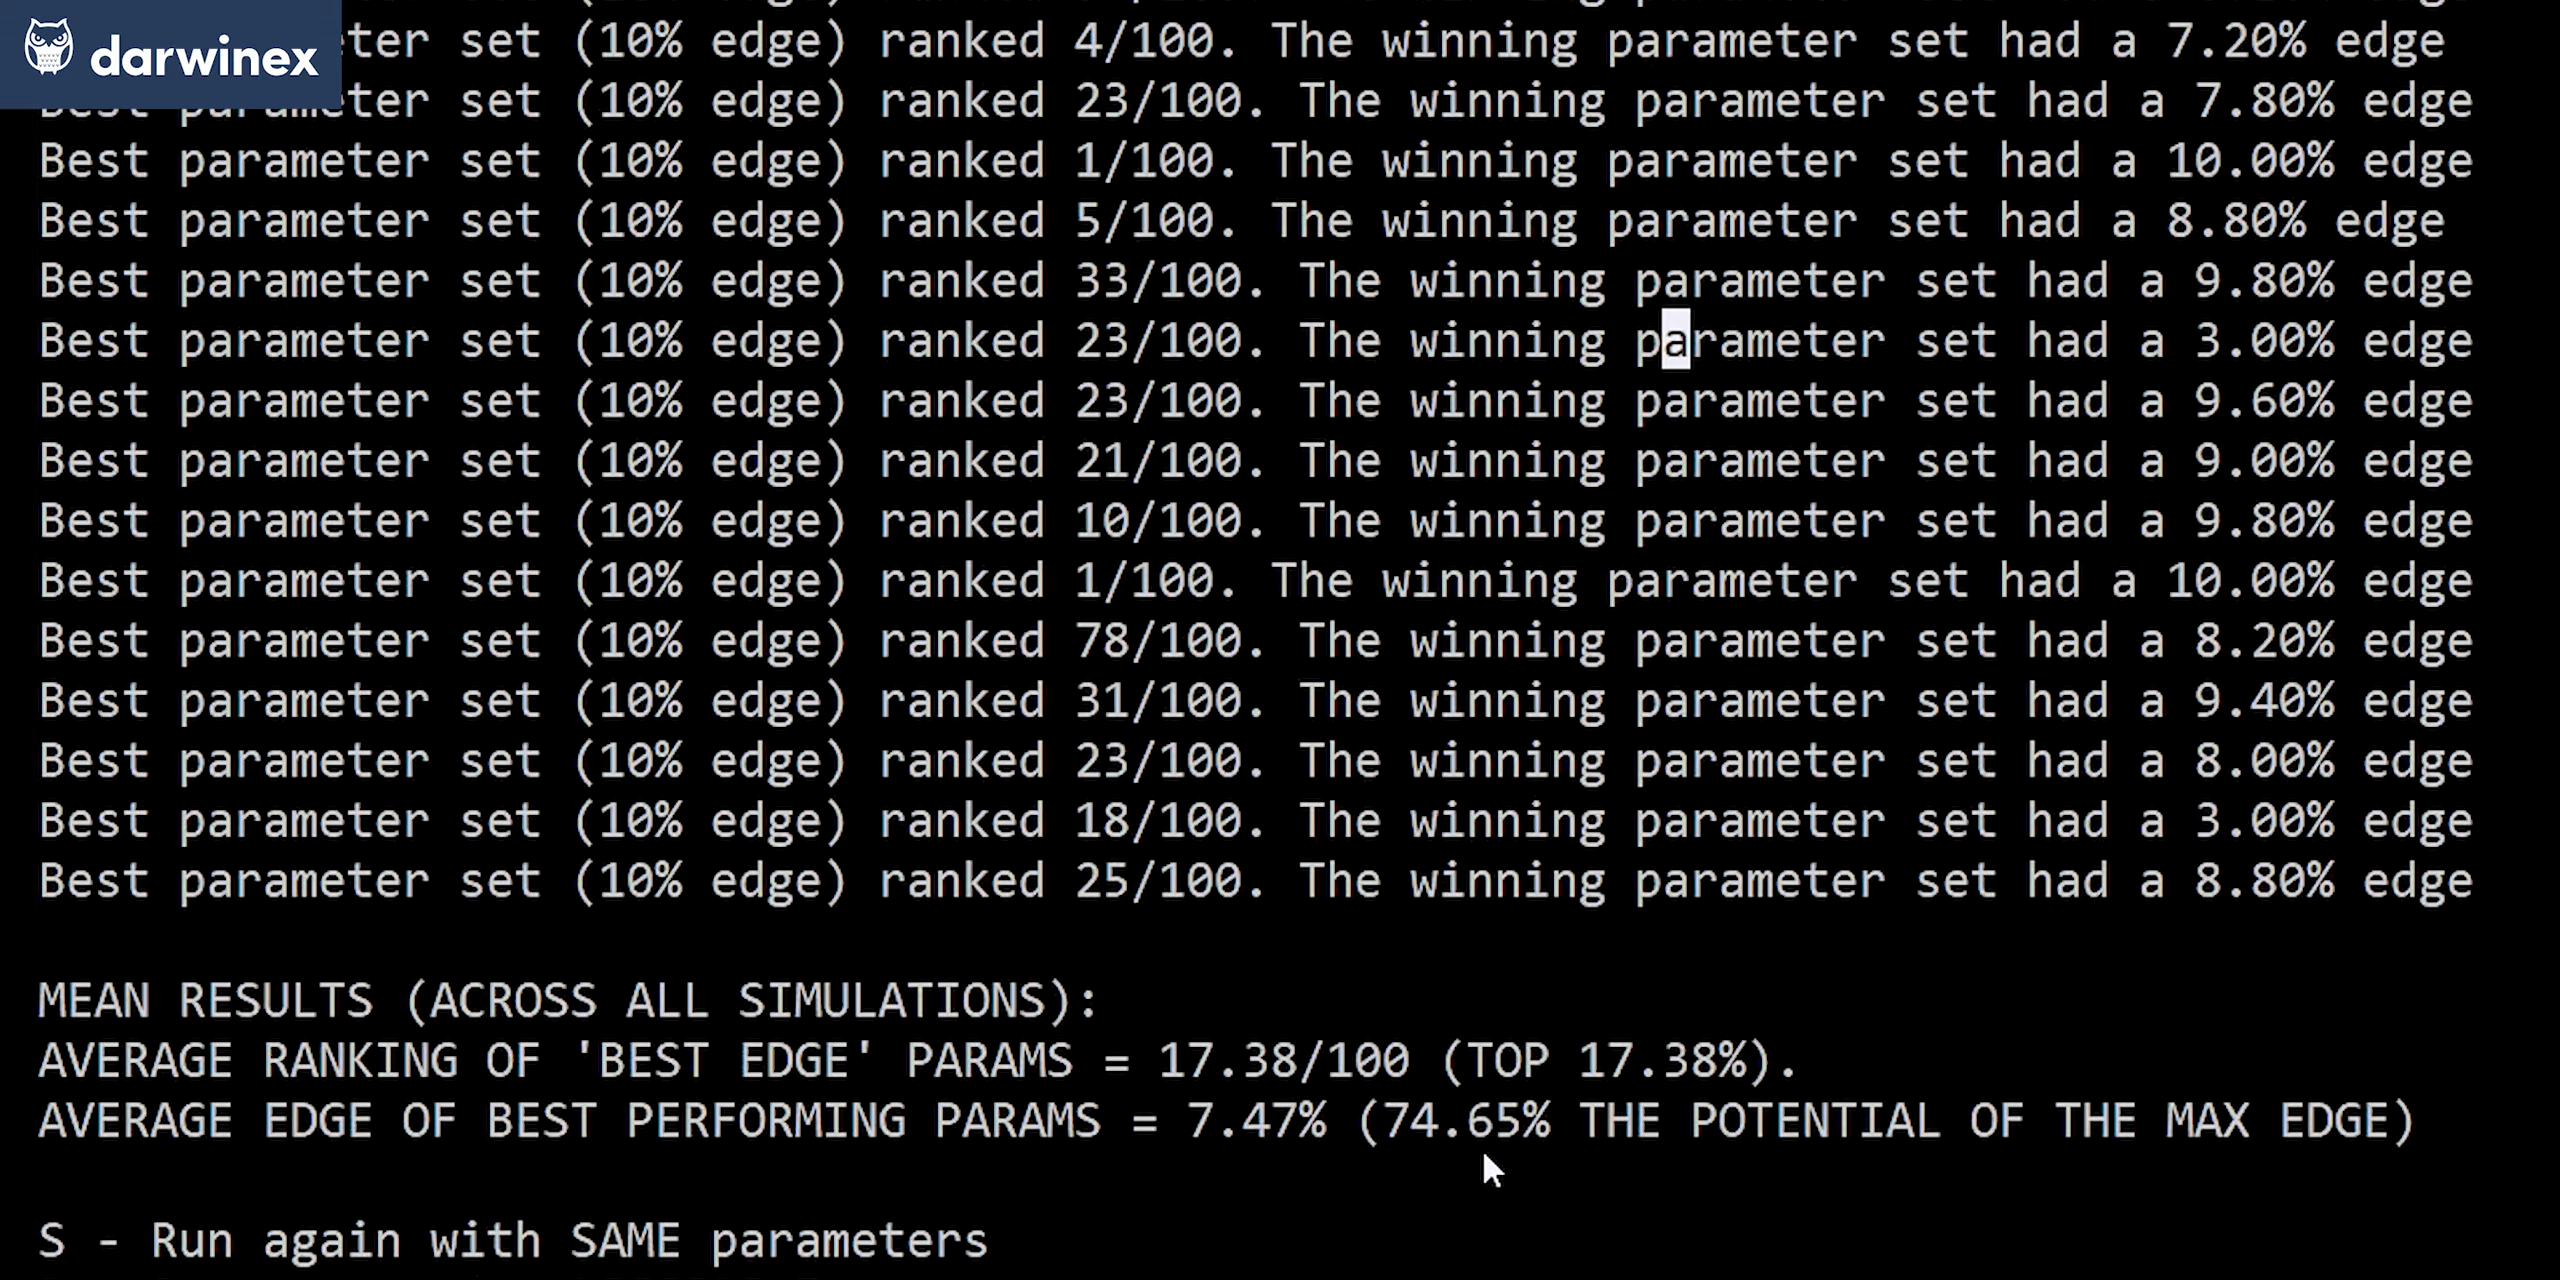 darwinex
ter set (10% edge) ranked 4/100. The winning parameter set had a 7.20% edge
Best parameter set (10% edge) ranked 23/100. The winning parameter set had a 7.80% edge
Best parameter set (10% edge) ranked 1/100. The winning parameter set had a 10.00% edge
Best parameter set (10% edge) ranked 5/100. The winning parameter set had a 8.80% edge
Best parameter set (10% edge) ranked 33/100. The winning parameter set had a 9.80% edge
Best parameter set (10% edge) ranked 23/100. The winning parameter set had a 3.00% edge
Best parameter set (10% edge) ranked 23/100. The winning parameter set had a 9.60% edge
Best parameter set (10% edge) ranked 21/100. The winning parameter set had a 9.00% edge
Best parameter set (10% edge) ranked 10/100. The winning parameter set had a 9.80% edge
Best parameter set (10% edge) ranked 1/100. The winning parameter set had a 10.00% edge
Best parameter set (10% edge) ranked 78/100. The winning parameter set had a 8.20% edge
Best parameter set (10% edge) ranked 31/100. The winning parameter set had a 9.40% edge
Best parameter set (10% edge) ranked 23/100. The winning parameter set had a 8.00% edge
Best parameter set (10% edge) ranked 18/100. The winning parameter set had a 3.00% edge
Best parameter set (10% edge) ranked 25/100. The winning parameter set had a 8.80% edge
MEAN RESULTS (ACROSS ALL SIMULATIONS):
AVERAGE RANKING OF 'BEST EDGE' PARAMS = 17.38/100 (TOP 17.38%).
AVERAGE EDGE OF BEST PERFORMING PARAMS = 7.47% (74.65% THE POTENTIAL OF THE MAX EDGE)
S - Run again with SAME parameters